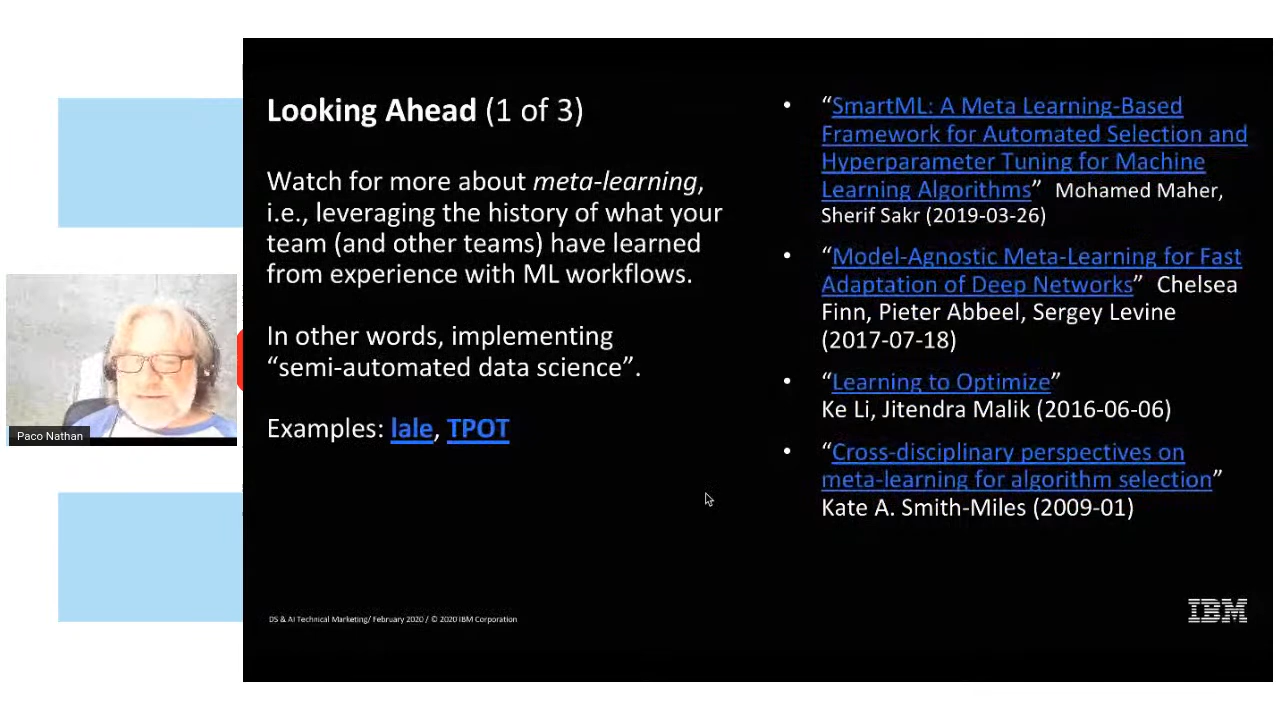 Looking Ahead (1 of 3)
Watch for more about meta-learning,
i.e., leveraging the history of what your
team (and other teams) have learned
from experience with ML workflows.
In other words, implementing
“semi-automated data science”.
Examples: lale, TPOT
• “SmartML: A Meta Learning-Based
Framework for Automated Selection and
Hyperparameter Tuning for Machine
Learning Algorithms” Mohamed Maher,
Sherif Sakr (2019-03-26)
• “Model-Agnostic Meta-Learning for Fast
Adaptation of Deep Networks” Chelsea
Finn, Pieter Abbeel, Sergey Levine
(2017-07-18)
• “Learning to Optimize”
Ke Li, Jitendra Malik (2016-06-06)
• “Cross-disciplinary perspectives on
meta-learning for algorithm selection”
Kate A. Smith-Miles (2009-01)
Paco Nathan
DS & AI Technical Marketing/ February 2020 / © 2020 IBM Corporation
IBM